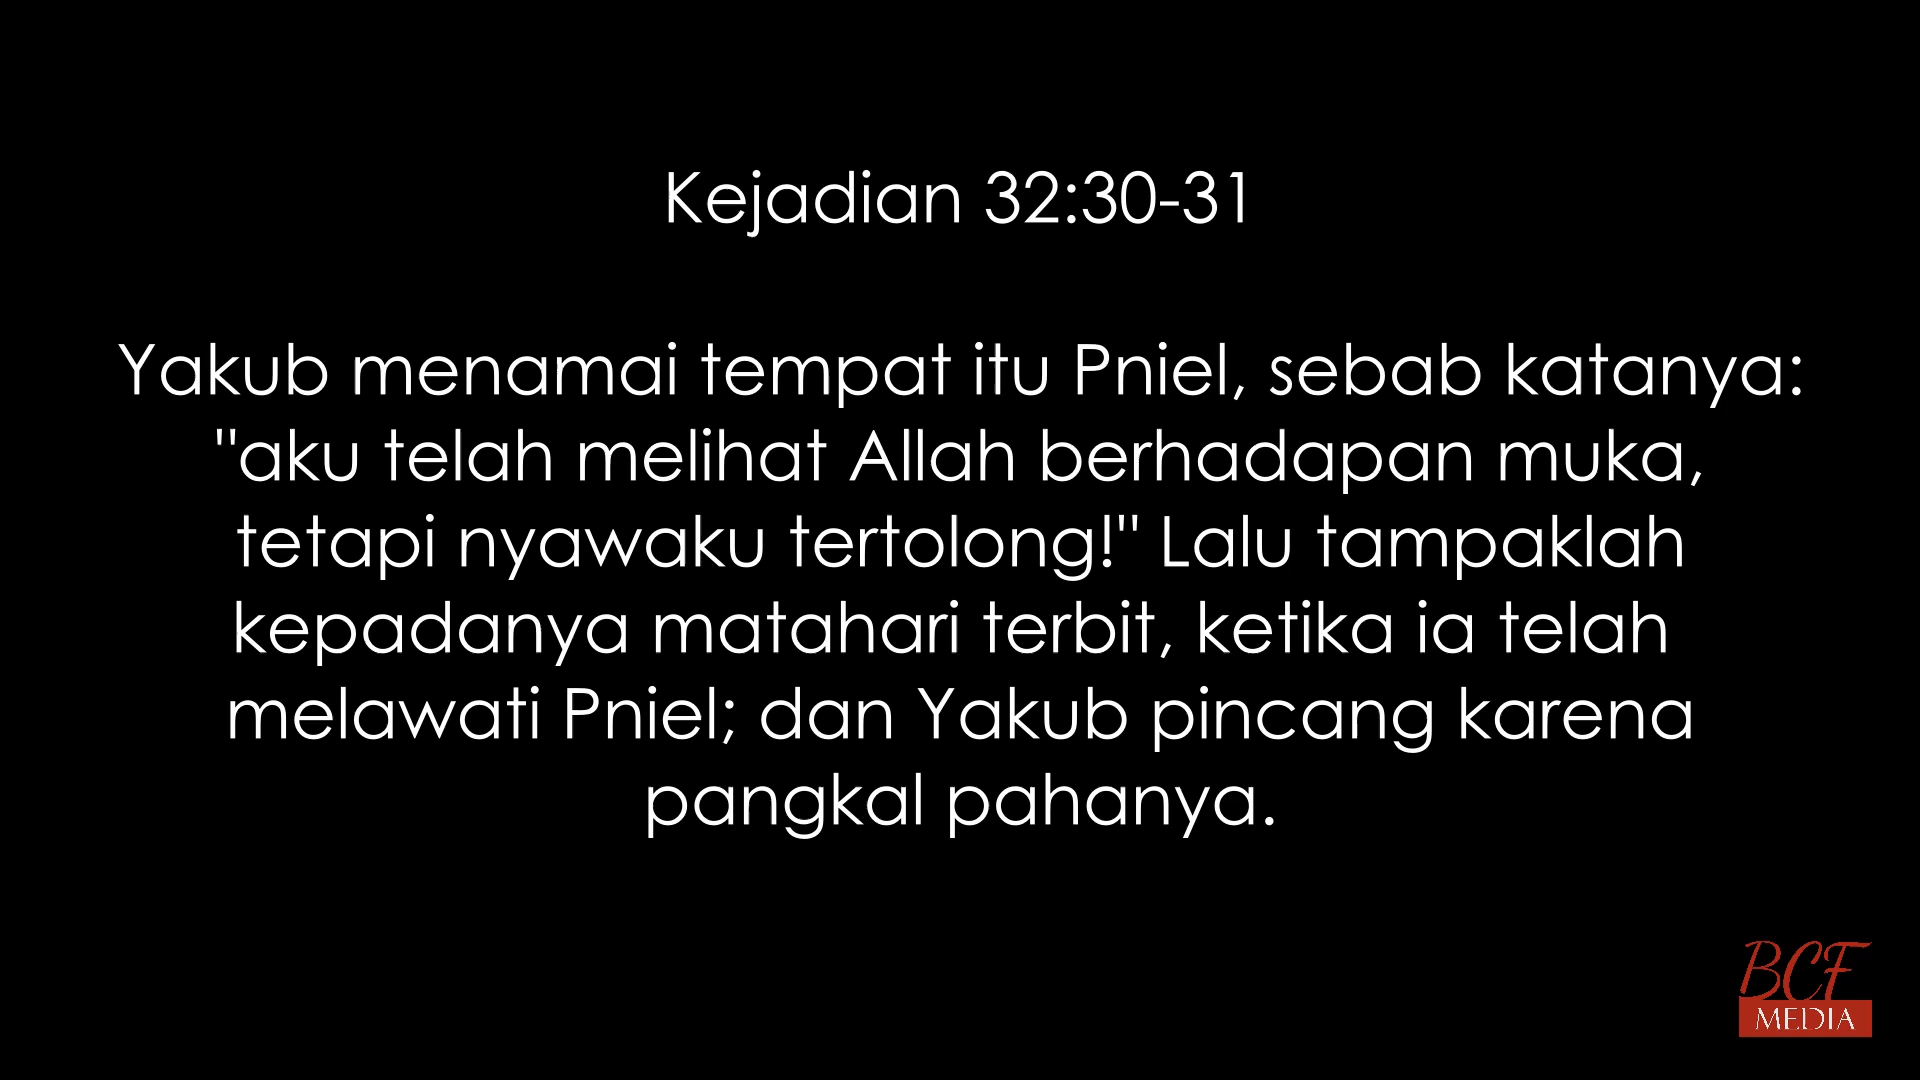 Kejadian 32:30-31
Yakub menamai tempat itu Pniel, sebab katanya:
"aku telah melihat Allah berhadapan muka,
tetapi nyawaku tertolong!" Lalu tampaklah
kepadanya matahari terbit, ketika ia telah
melawati Pniel; dan Yakub pincang karena
pangkal pahanya.
BCF
MEDIA